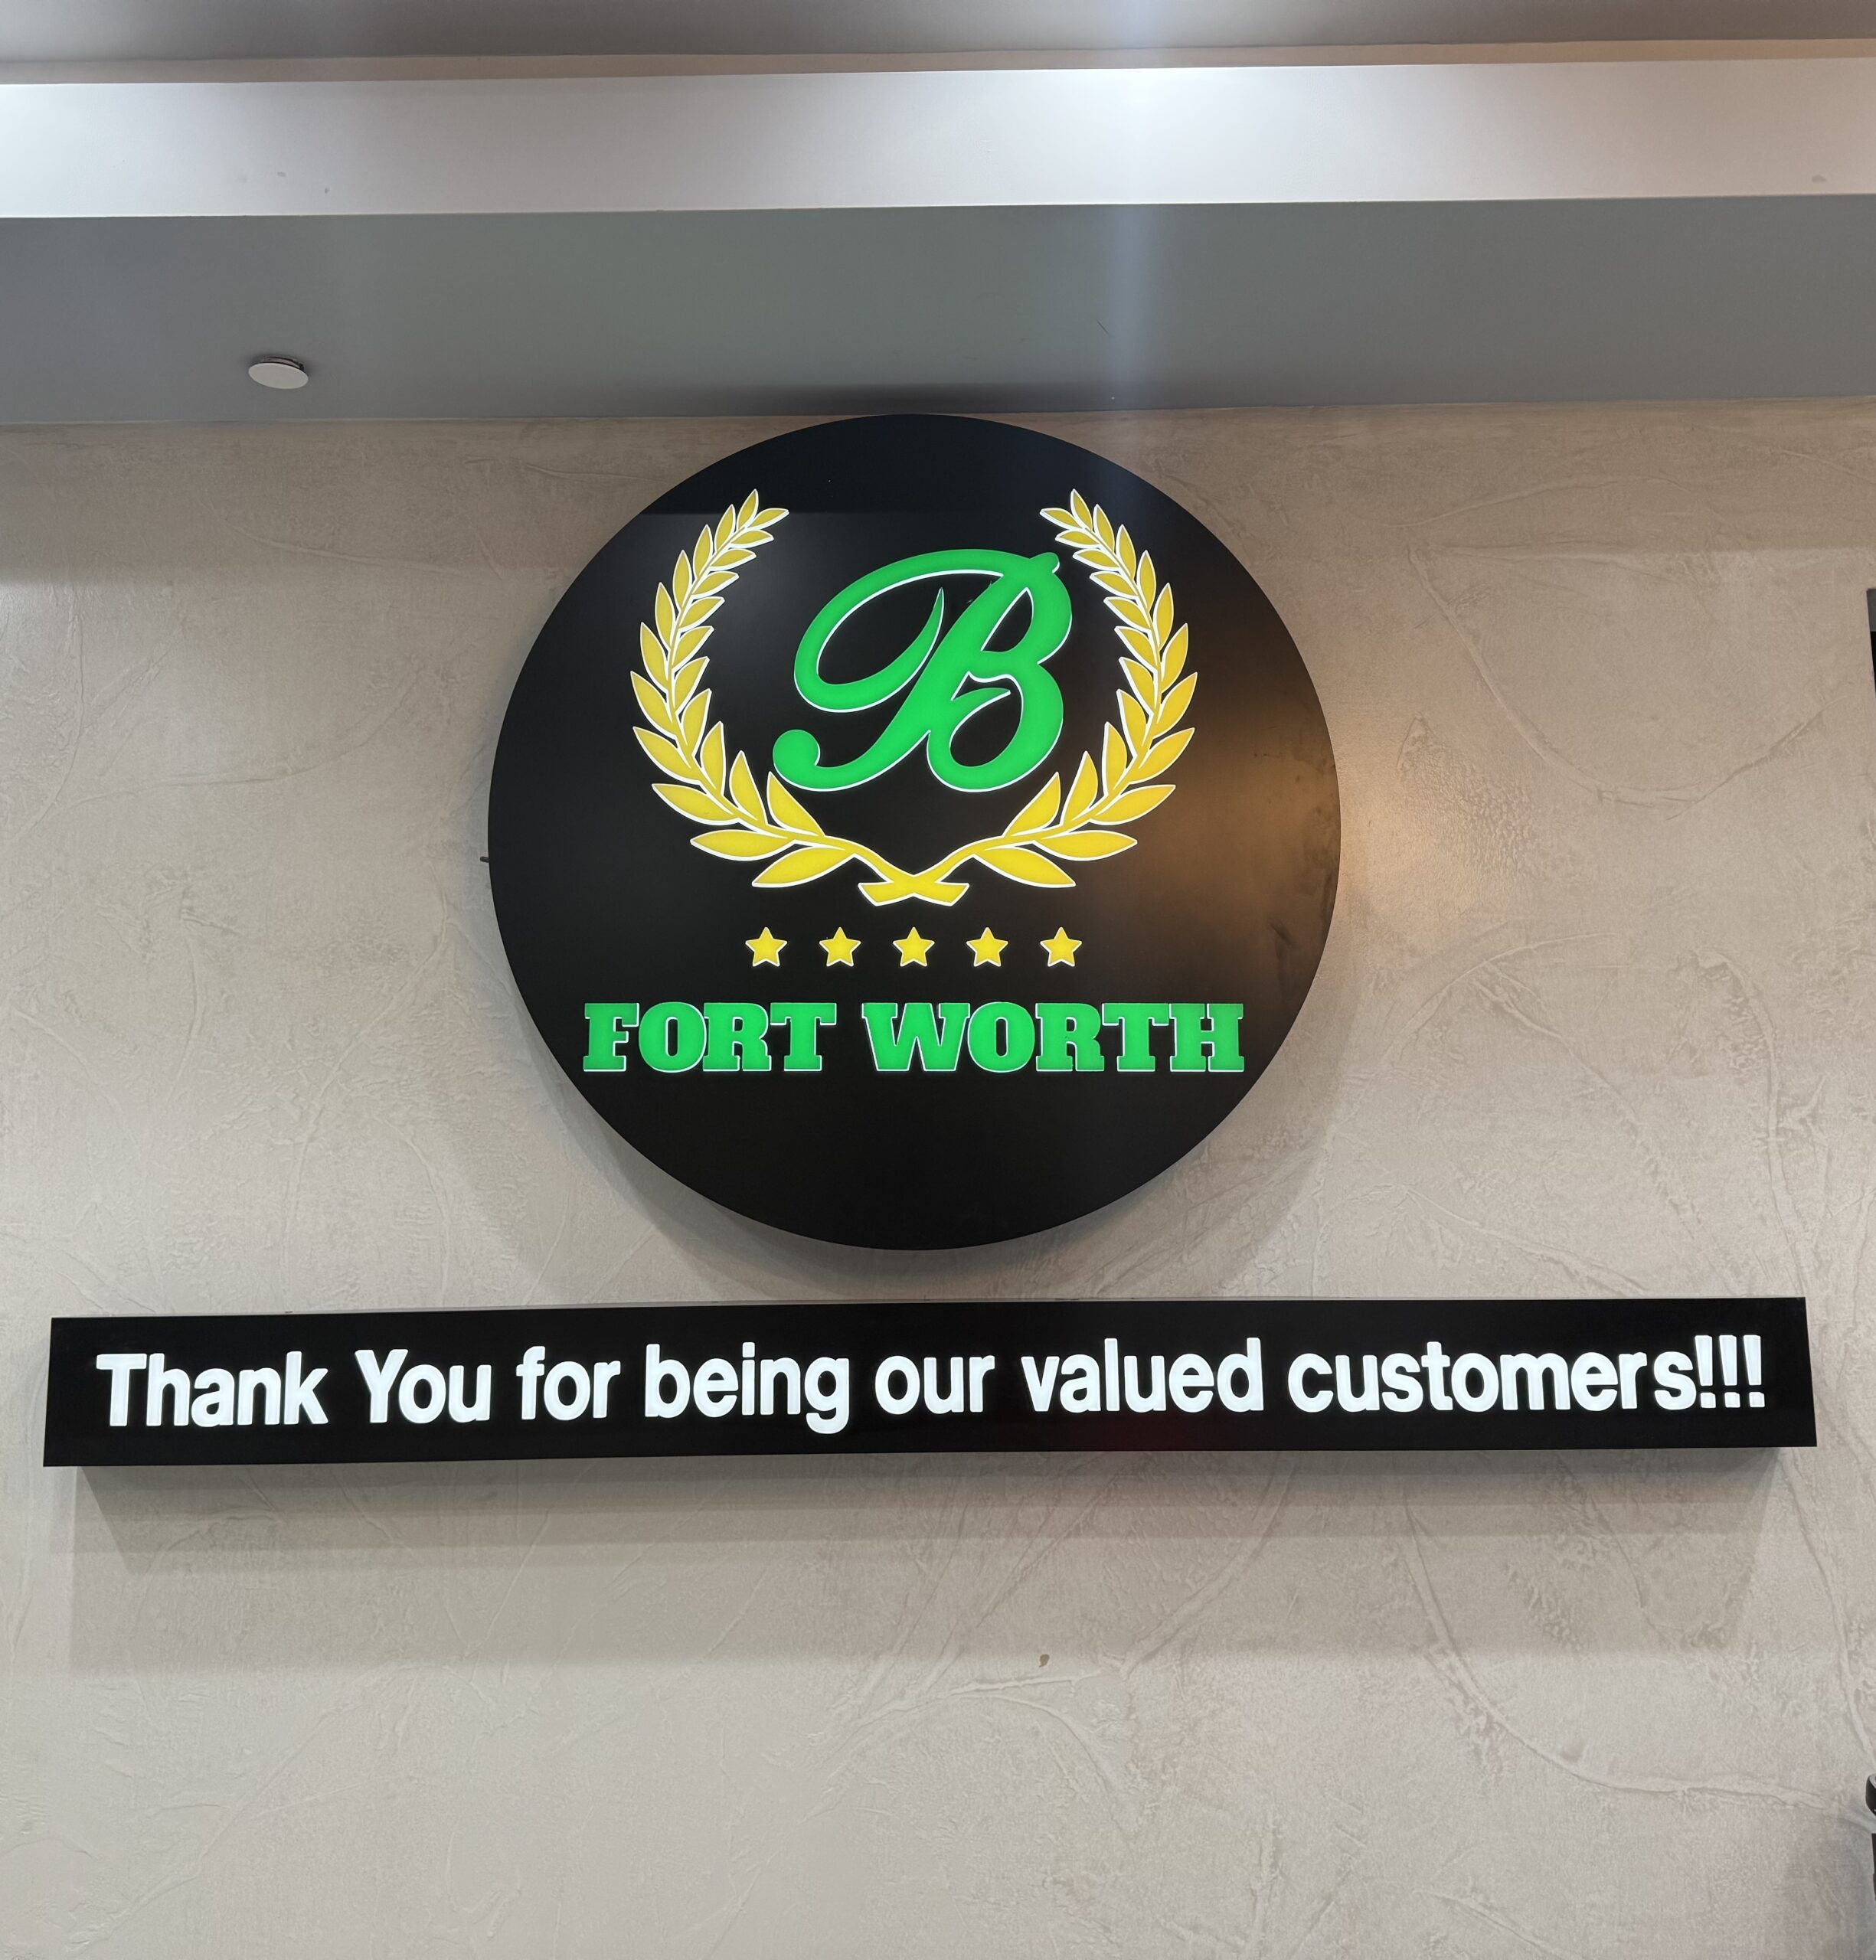 B
FORT WORTH
Thank You for being our valued customers!!!